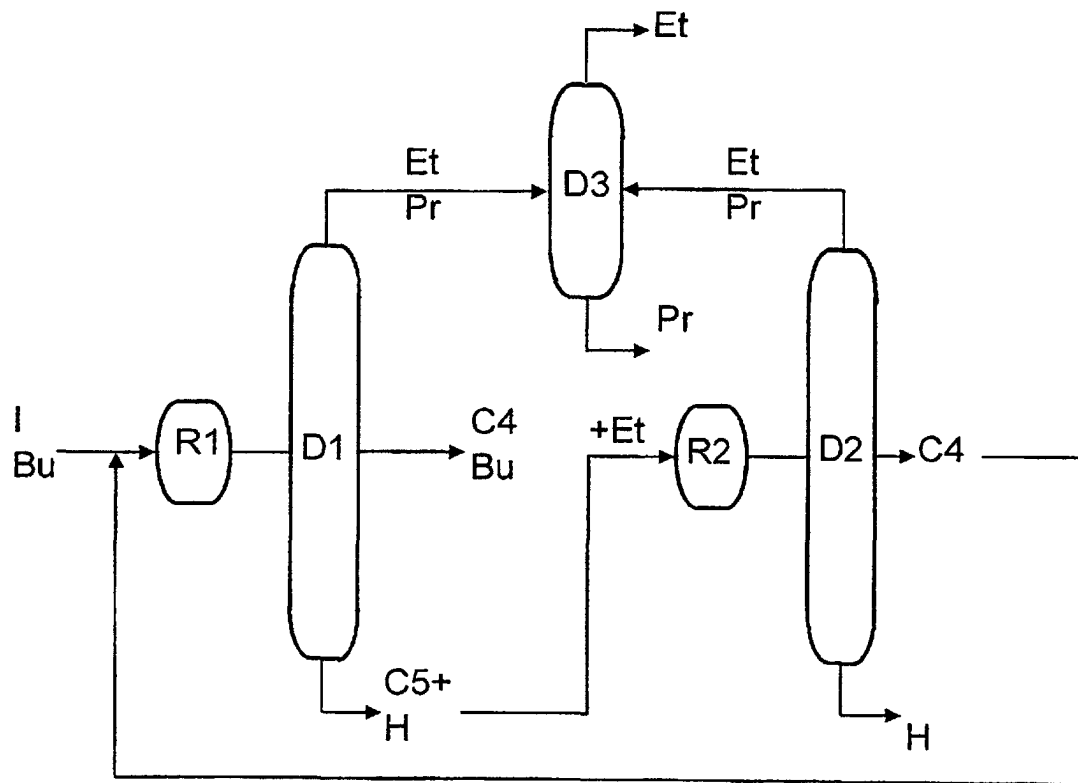 Et
Et
Pr
D3
Et
Pr
Pr
I
Bu
R1
D1
C4
Bu
+Et
R2
D2
C4
C5+
H
H